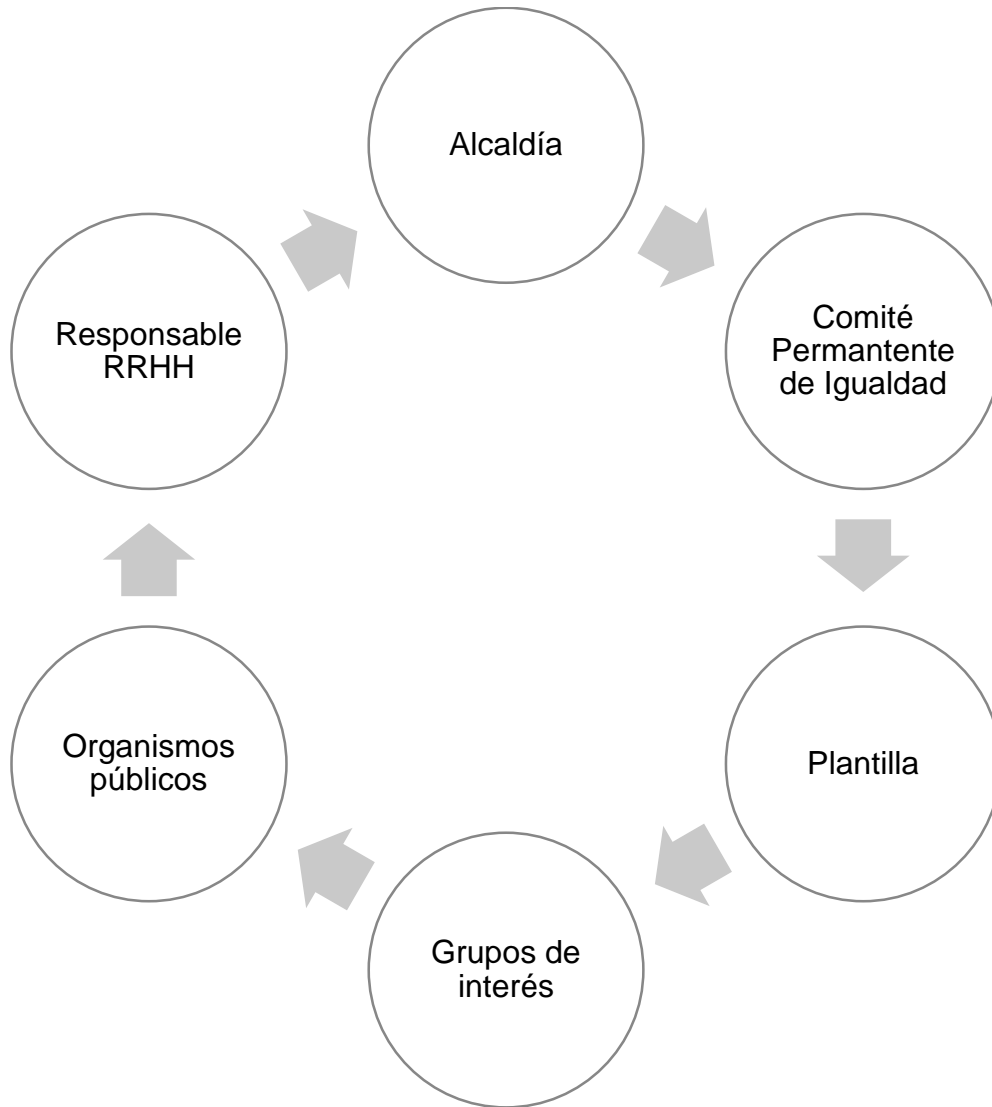 Alcaldía
Comité
Permantente
de Igualdad
Plantilla
Grupos de
interés
Organismos
públicos
Responsable
RRHH